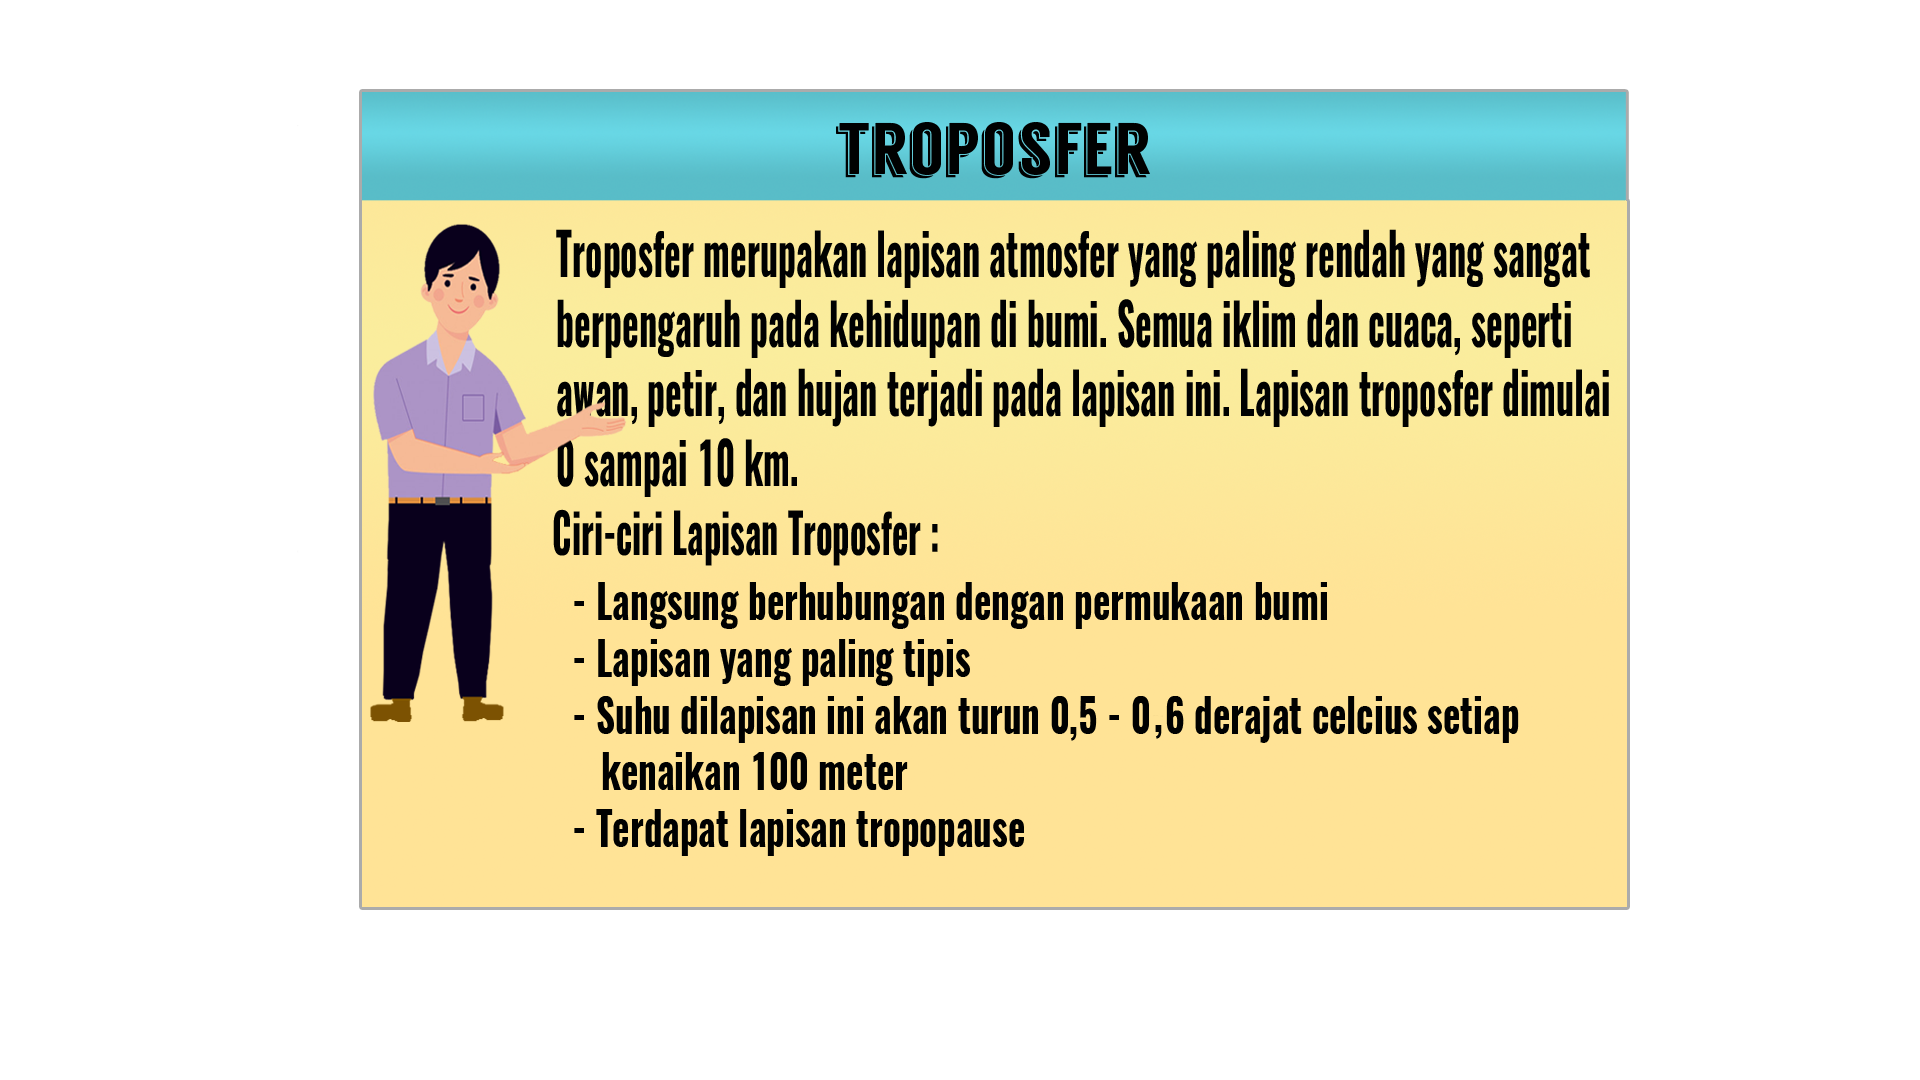 TROPOSFER
Troposfer merupakan lapisan atmosfer yang paling rendah yang sangat
berpengaruh pada kehidupan di bumi. Semua iklim dan cuaca, seperti
awan, petir, dan hujan terjadi pada lapisan ini. Lapisan troposfer dimulai
0 sampai 10 km.
Ciri-ciri Lapisan Troposfer :
- Langsung berhubungan dengan permukaan bumi
- Lapisan yang paling tipis
- Suhu dilapisan ini akan turun 0,5 - 0,6 derajat celcius setiap
kenaikan 100 meter
- Terdapat lapisan tropopause